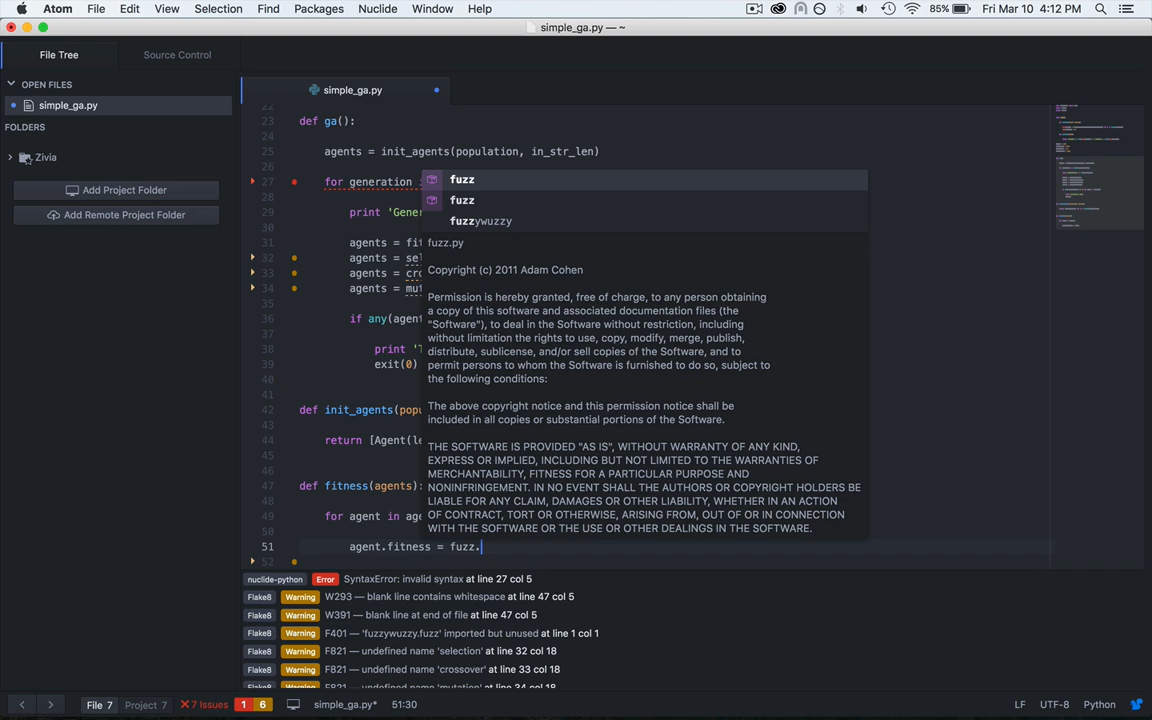 Atom File Edit View Selection Find Packages Nuclide Window Help 85% Fri Mar 10 4:12 PM
simple_ga.py — ~
File Tree Source Control
OPEN FILES
simple_ga.py
FOLDERS
Zivia
Add Project Folder
Add Remote Project Folder
simple_ga.py
22
23 def ga():
24
25 agents = init_agents(population, in_str_len)
26
27 for generation
28
29 print 'Gene
30
31 agents = fit
32 agents = sel
33 agents = cro
34 agents = mut
35
36 if any(agent
37
38 print 'T
39 exit(0)
40
41
42 def init_agents(popu
43
44 return [Agent(le
45
46
47 def fitness(agents):
48
49 for agent in age
50
51 agent.fitness = fuzz.
52
fuzz
fuzz
fuzzywuzzy
fuzz.py
Copyright (c) 2011 Adam Cohen
Permission is hereby granted, free of charge, to any person obtaining
a copy of this software and associated documentation files (the
"Software"), to deal in the Software without restriction, including
without limitation the rights to use, copy, modify, merge, publish,
distribute, sublicense, and/or sell copies of the Software, and to
permit persons to whom the Software is furnished to do so, subject to
the following conditions:
The above copyright notice and this permission notice shall be
included in all copies or substantial portions of the Software.
THE SOFTWARE IS PROVIDED "AS IS", WITHOUT WARRANTY OF ANY KIND,
EXPRESS OR IMPLIED, INCLUDING BUT NOT LIMITED TO THE WARRANTIES OF
MERCHANTABILITY, FITNESS FOR A PARTICULAR PURPOSE AND
NONINFRINGEMENT. IN NO EVENT SHALL THE AUTHORS OR COPYRIGHT HOLDERS BE
LIABLE FOR ANY CLAIM, DAMAGES OR OTHER LIABILITY, WHETHER IN AN ACTION
OF CONTRACT, TORT OR OTHERWISE, ARISING FROM, OUT OF OR IN CONNECTION
WITH THE SOFTWARE OR THE USE OR OTHER DEALINGS IN THE SOFTWARE.
nuclide-python Error SyntaxError: invalid syntax at line 27 col 5
Flake8 Warning W293 — blank line contains whitespace at line 47 col 5
Flake8 Warning W391 — blank line at end of file at line 47 col 5
Flake8 Warning F401 — 'fuzzywuzzy.fuzz' imported but unused at line 1 col 1
Flake8 Warning F821 — undefined name 'selection' at line 32 col 18
Flake8 Warning F821 — undefined name 'crossover' at line 33 col 18
Flake8 Warning F821 — undefined name 'mutation' at line 34 col 18
File 7 Project 7 7 Issues 1 6 simple_ga.py* 51:30 LF UTF-8 Python